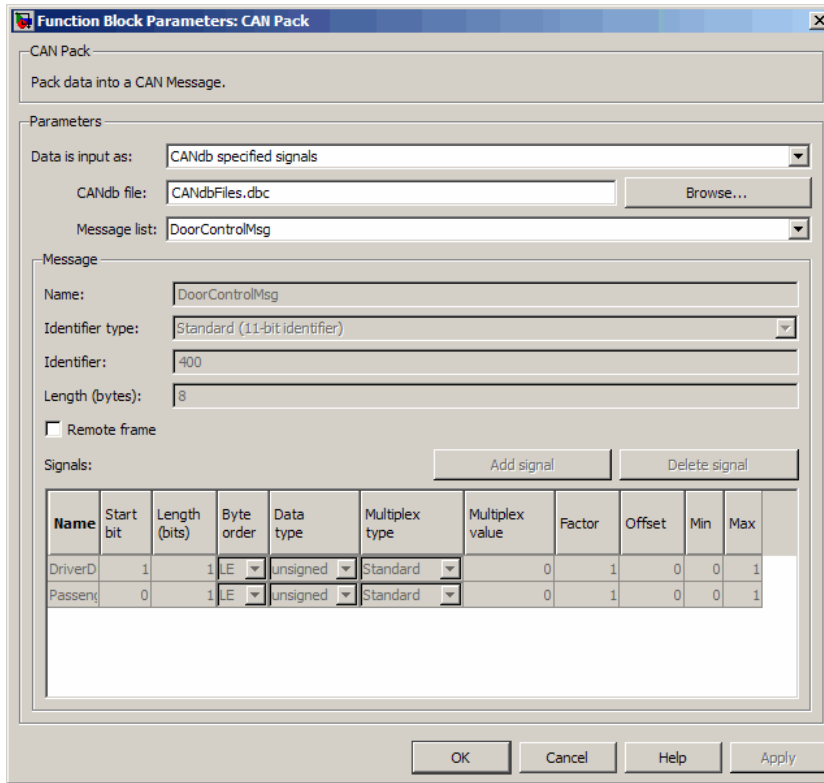 Function Block Parameters: CAN Pack
CAN Pack
Pack data into a CAN Message.
Parameters
Data is input as: CANdb specified signals
CANdb file: CANdbFiles.dbc Browse...
Message list: DoorControlMsg
Message
Name: DoorControlMsg
Identifier type: Standard (11-bit identifier)
Identifier: 400
Length (bytes): 8
Remote frame
Signals: Add signal Delete signal
Name Start bit Length (bits) Byte order Data type Multiplex type Multiplex value Factor Offset Min Max
DriverD 1 1 LE unsigned Standard 0 1 0 0 1
Passeng 0 1 LE unsigned Standard 0 1 0 0 1
OK Cancel Help Apply